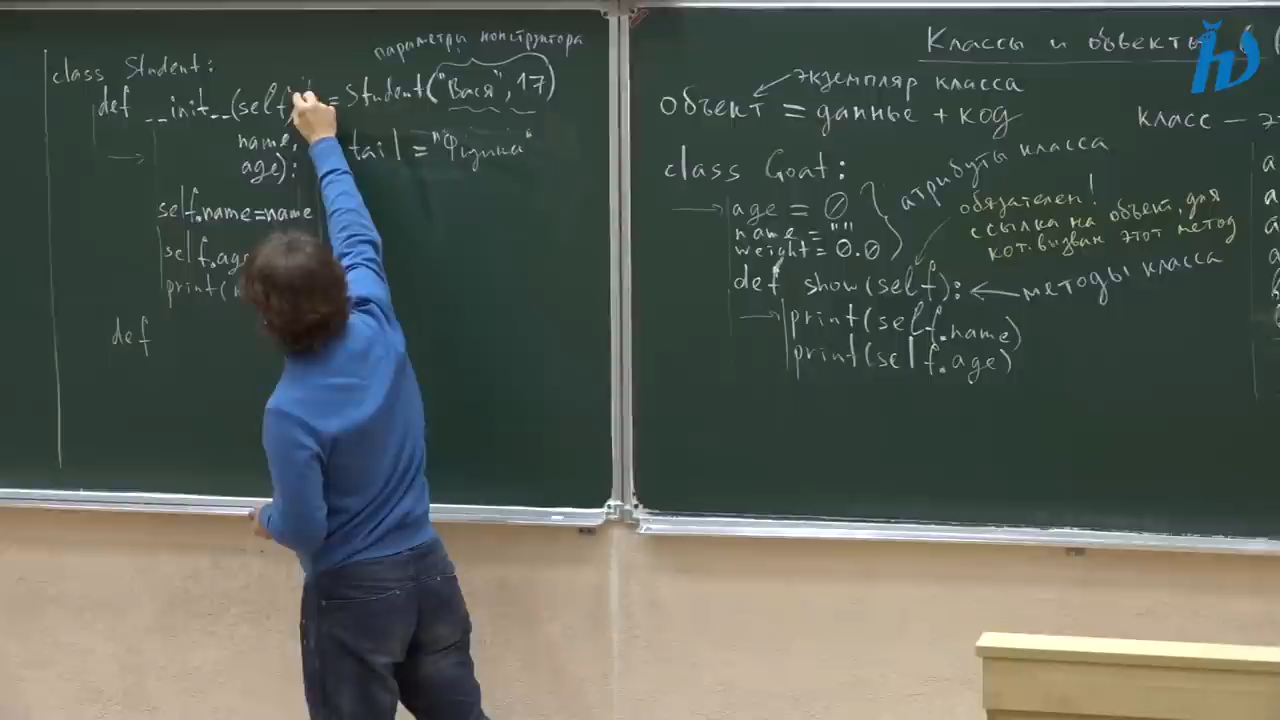 параметры конструктора
class Student:
def __init__(self
= Student("Вася", 17)
name,
age):
tail = "Физика"
self.name=name
self.age
print(
def
Классы и объекты
экземпляр класса
объект = данные + код
класс —
class Goat:
атрибуты класса
age = 0
name = ""
weight = 0.0
обязателен!
ссылка на объект, для
кот. вызван этот метод
def show(self):
методы класса
print(self.name)
print(self.age)